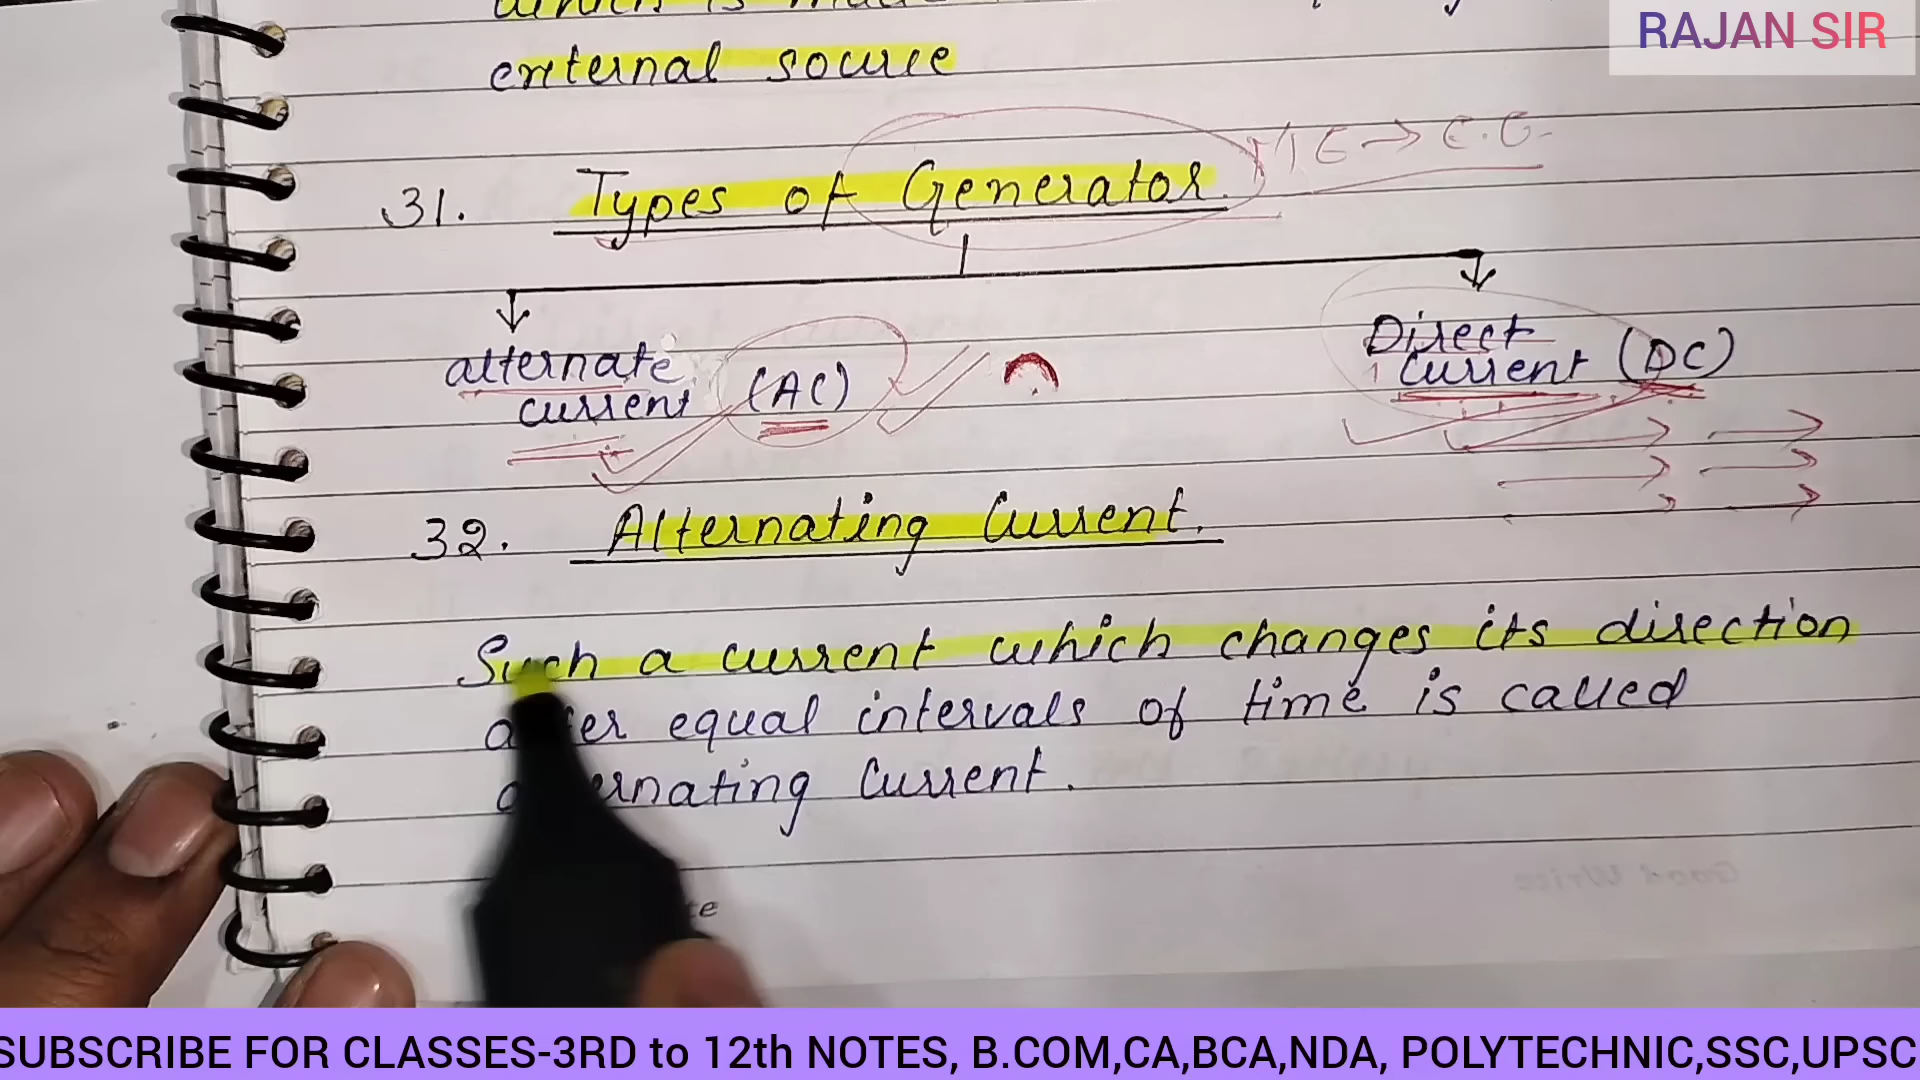 RAJAN SIR
which is
external source
31. Types of Generator
E → E.G.
alternate
current (AC)
Direct
current (DC)
32. Alternating Current.
Such a current which changes its direction
equal intervals of time is called
Current.
SUBSCRIBE FOR CLASSES-3RD to 12th NOTES, B.COM,CA,BCA,NDA, POLYTECHNIC,SSC,UPSC